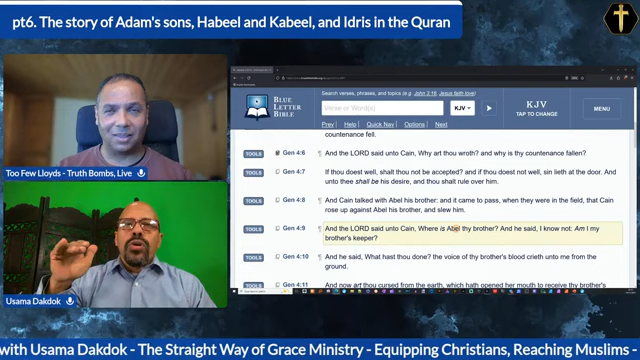 pt6. The story of Adam's sons, Habeel and Kabeel, and Idris in the Quran
Too Few Lloyds - Truth Bombs, Live
Usama Dakdok
BLUE
LETTER
BIBLE
Search verses, phrases, and topics (e.g. John 3:16, Jesus faith love)
Verse or Word(s)
KJV
KJV
TAP TO CHANGE
MENU
Prev Help Quick Nav Options Next
countenance fell.
TOOLS Gen 4:6 ¶ And the LORD said unto Cain, Why art thou wroth? and why is thy countenance fallen?
TOOLS Gen 4:7 If thou doest well, shalt thou not be accepted? and if thou doest not well, sin lieth at the door. And
unto thee shall be his desire, and thou shalt rule over him.
TOOLS Gen 4:8 ¶ And Cain talked with Abel his brother: and it came to pass, when they were in the field, that Cain
rose up against Abel his brother, and slew him.
TOOLS Gen 4:9 ¶ And the LORD said unto Cain, Where is Abel thy brother? And he said, I know not: Am I my
brother's keeper?
TOOLS Gen 4:10 ¶ And he said, What hast thou done? the voice of thy brother's blood crieth unto me from the
ground.
TOOLS Gen 4:11 ¶ And now art thou cursed from the earth, which hath opened her mouth to receive thy brother's
with Usama Dakdok - The Straight Way of Grace Ministry - Equipping Christians, Reaching Muslims -